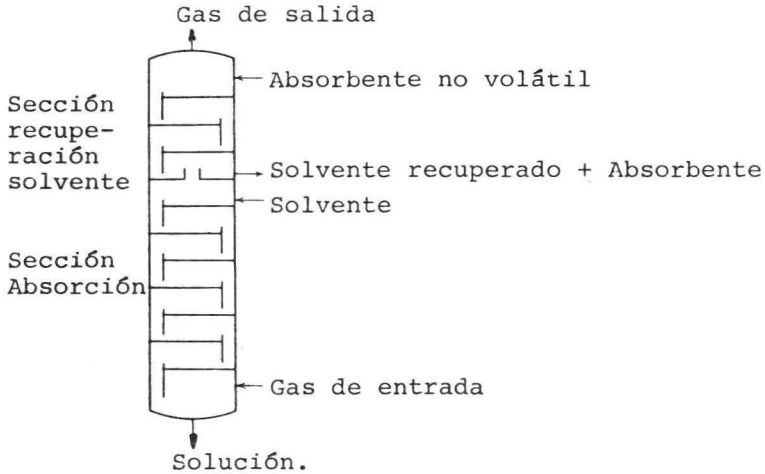 Gas de salida
Absorbente no volátil
Sección
recupe-
ración
solvente
Solvente recuperado + Absorbente
Solvente
Sección
Absorción
Gas de entrada
Solución.